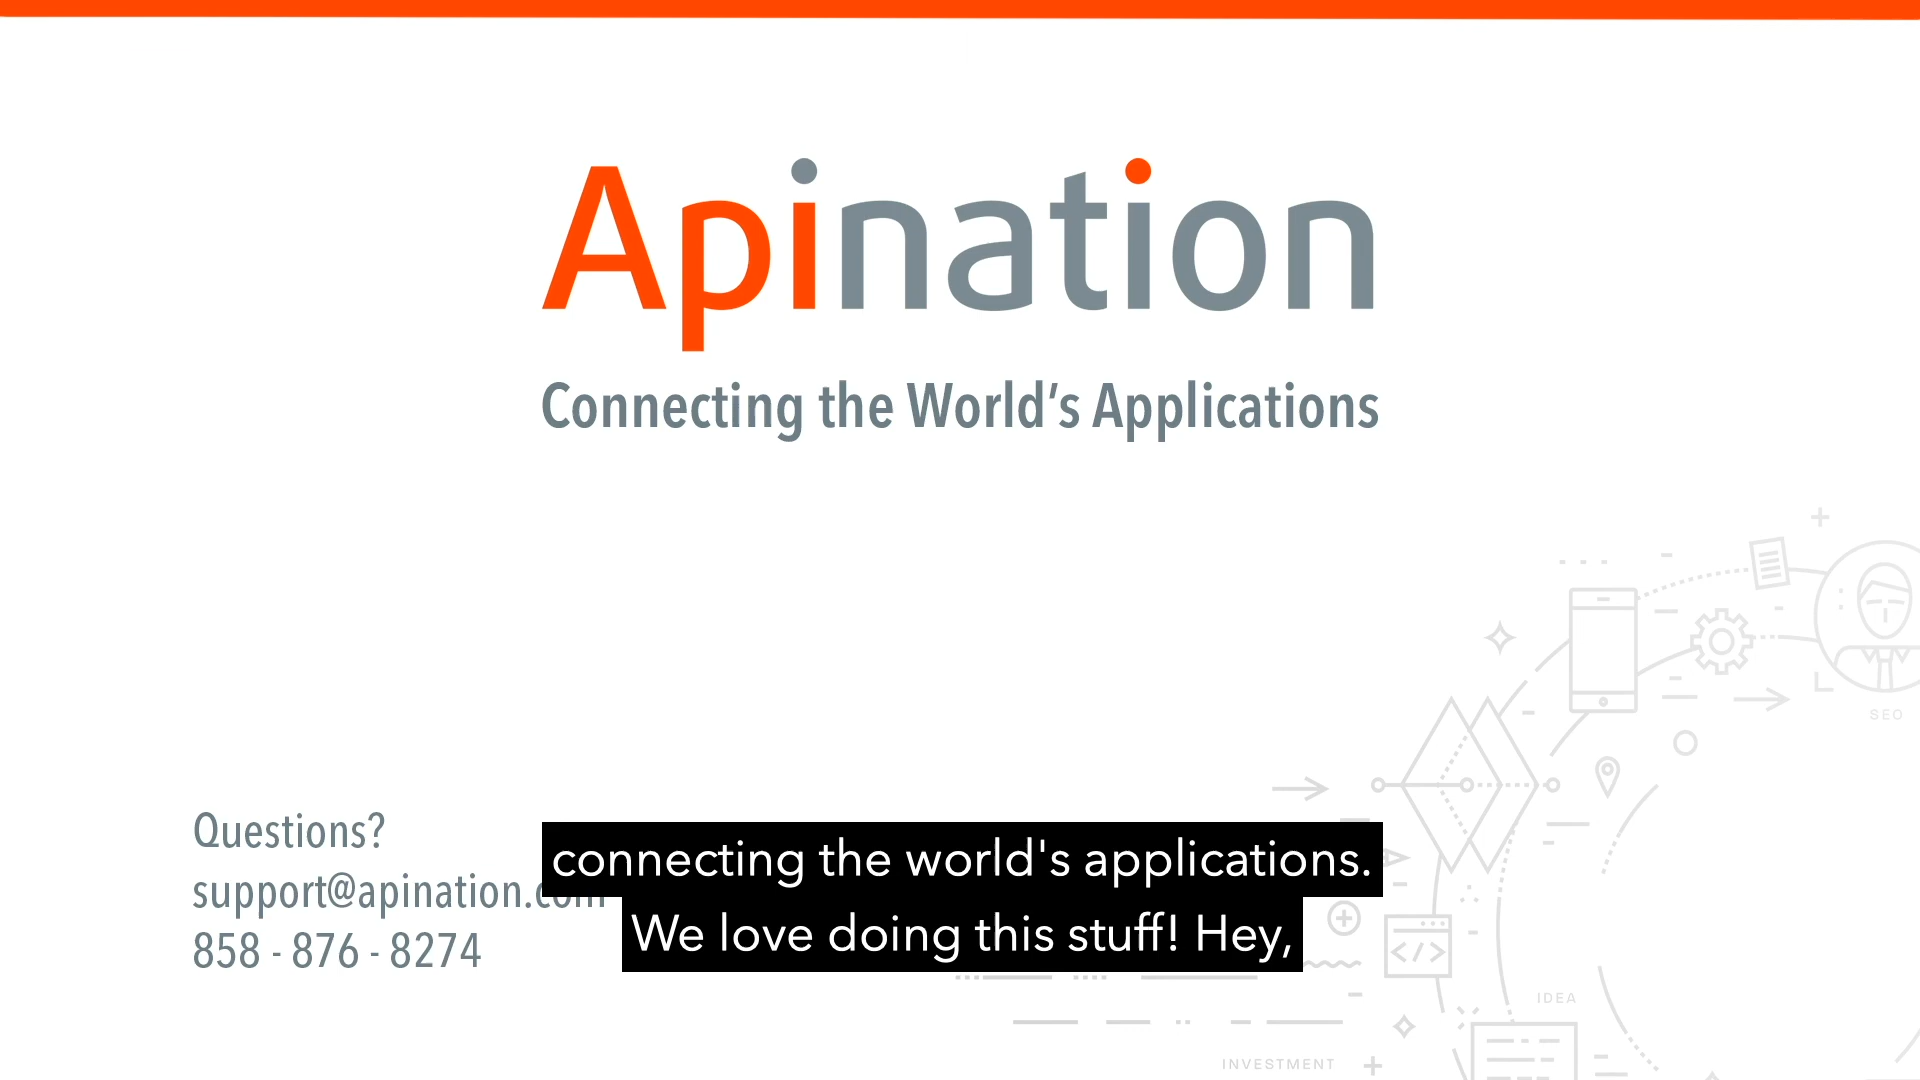 Apination
Connecting the World's Applications
SEO
Questions?
support@apination.com
858 - 876 - 8274
connecting the world's applications.
We love doing this stuff! Hey,
IDEA
INVESTMENT